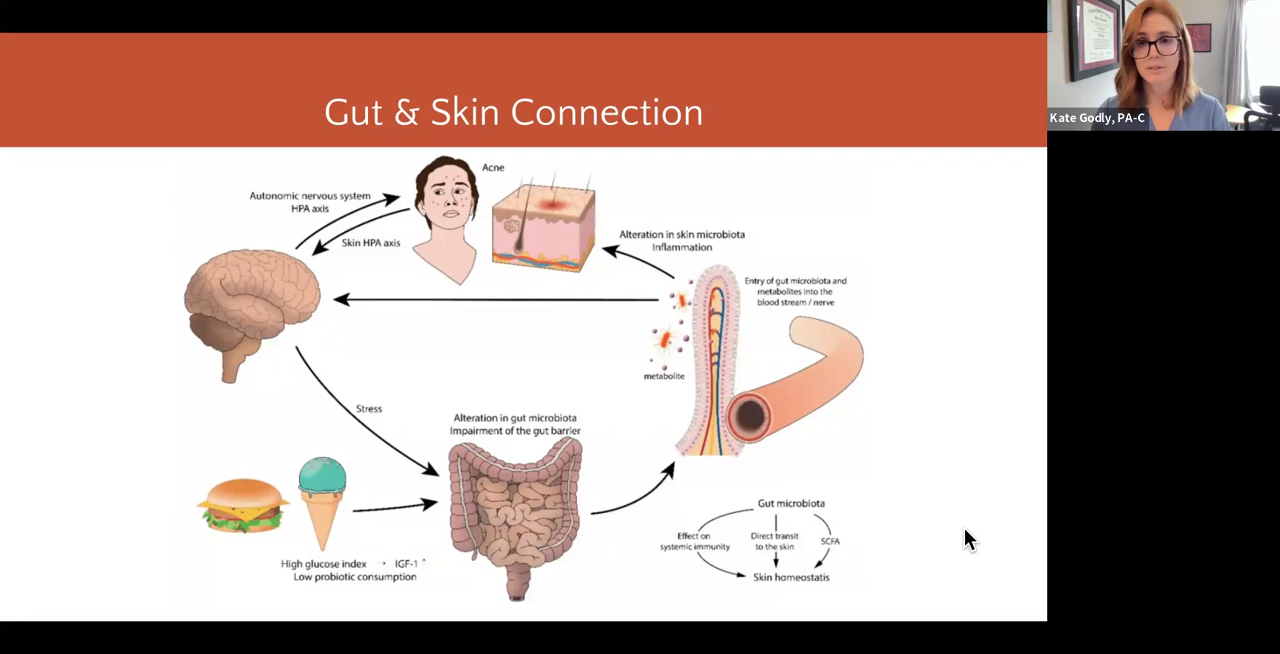 Gut & Skin Connection
Kate Godly, PA-C
Acne
Autonomic nervous system
HPA axis
Skin HPA axis
Alteration in skin microbiota
Inflammation
Entry of gut microbiota and
metabolites into the
blood stream / nerve
metabolite
Stress
Alteration in gut microbiota
Impairment of the gut barrier
High glucose index → IGF-1 ↑
Low probiotic consumption
Gut microbiota
Effect on
systemic immunity
Direct transit
to the skin
SCFA
Skin homeostatis